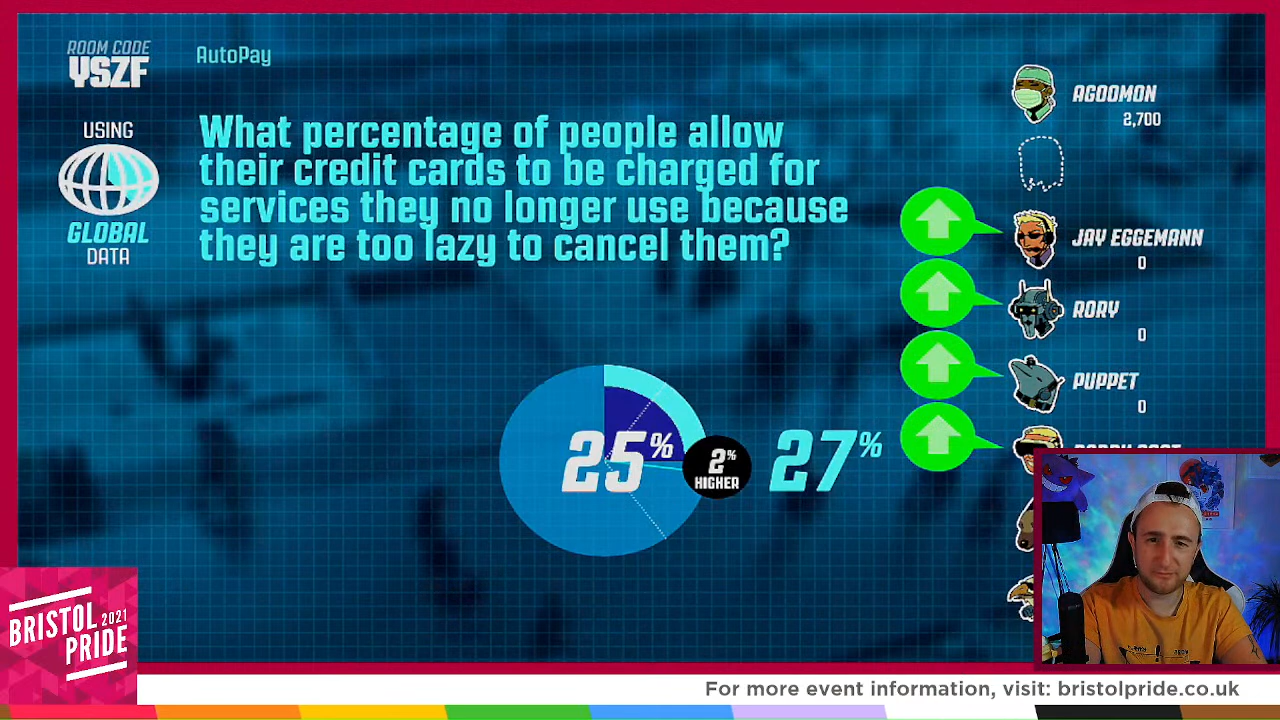 ROOM CODE
YSZF
AutoPay
USING
GLOBAL
DATA
What percentage of people allow
their credit cards to be charged for
services they no longer use because
they are too lazy to cancel them?
25%
2%
HIGHER
27%
AGOOMON
2,700
JAY EGGEMANN
0
RORY
0
PUPPET
0
BRISTOL 2021
PRIDE
For more event information, visit: bristolpride.co.uk